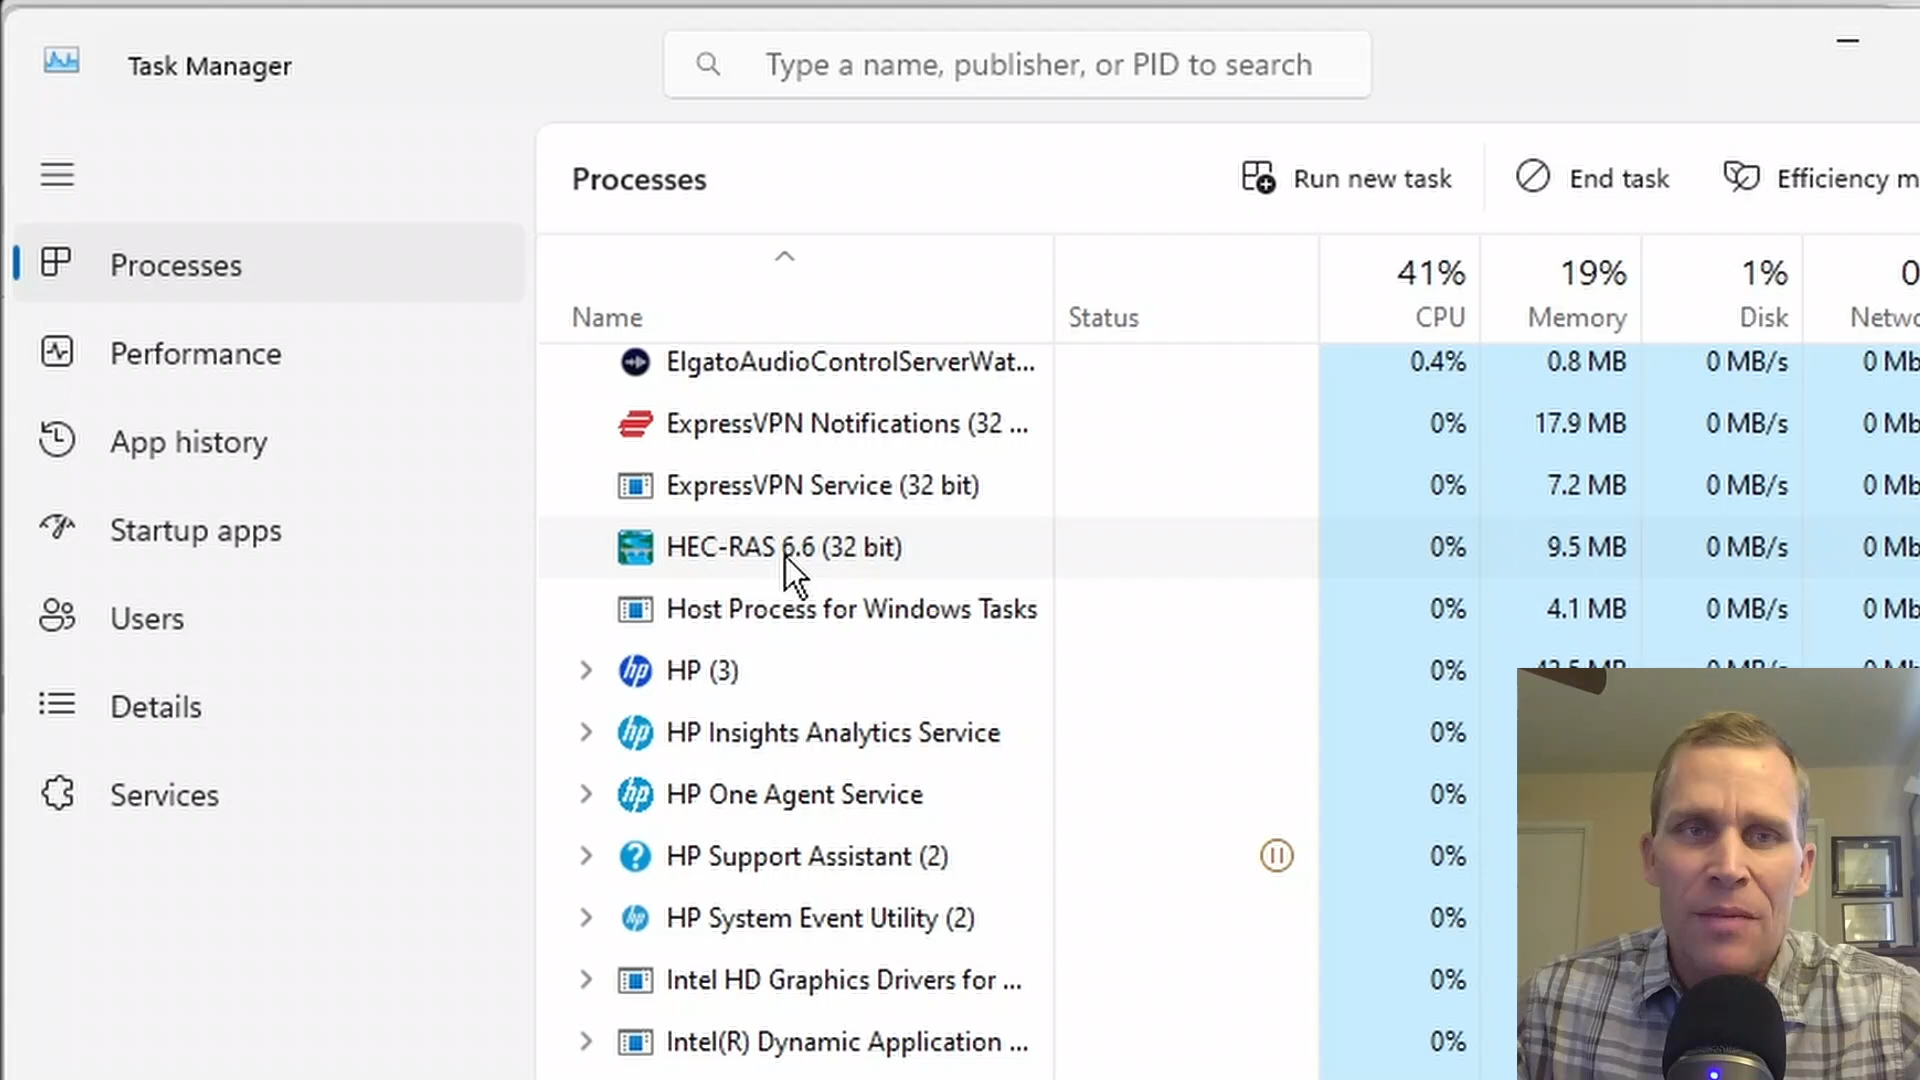 Task Manager
Type a name, publisher, or PID to search
Processes
Run new task
End task
Efficiency m
Processes
Performance
App history
Startup apps
Users
Details
Services
41% 19% 1% 0
Name Status CPU Memory Disk Netwo
ElgatoAudioControlServerWat... 0.4% 0.8 MB 0 MB/s 0 Mb
ExpressVPN Notifications (32 ... 0% 17.9 MB 0 MB/s 0 Mb
ExpressVPN Service (32 bit) 0% 7.2 MB 0 MB/s 0 Mb
HEC-RAS 6.6 (32 bit) 0% 9.5 MB 0 MB/s 0 Mb
Host Process for Windows Tasks 0% 4.1 MB 0 MB/s 0 Mb
hp HP (3) 0%
hp HP Insights Analytics Service 0%
hp HP One Agent Service 0%
? HP Support Assistant (2) 0%
hp HP System Event Utility (2) 0%
Intel HD Graphics Drivers for ... 0%
Intel(R) Dynamic Application ... 0%